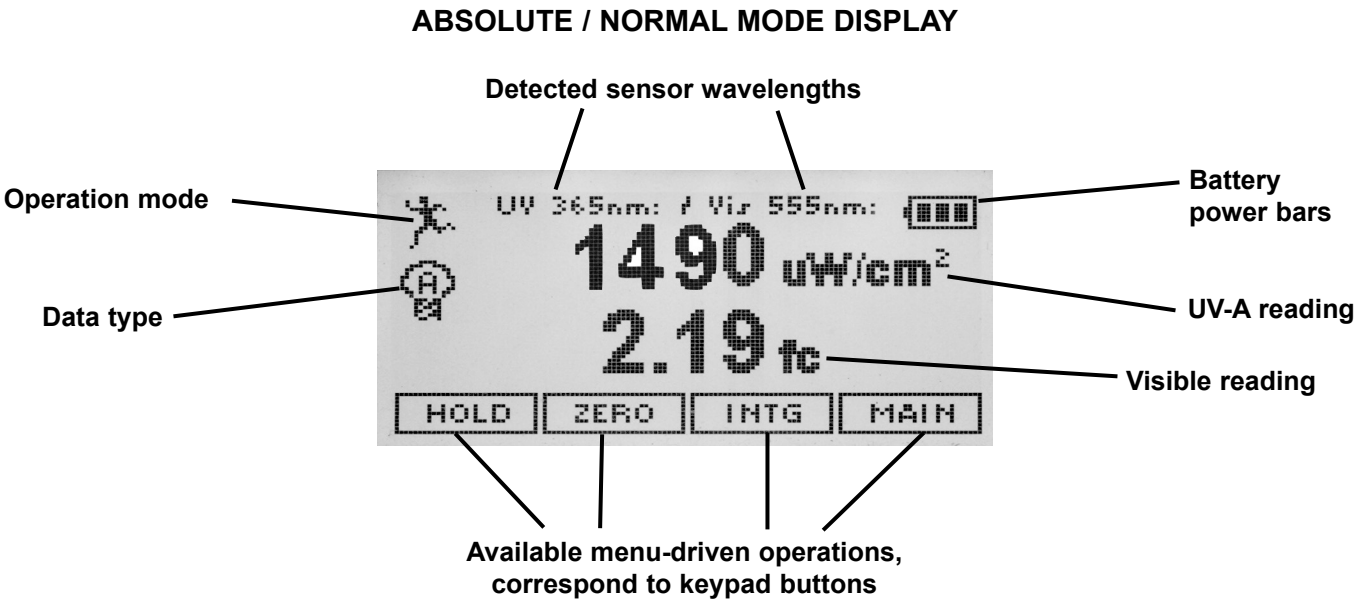 ABSOLUTE / NORMAL MODE DISPLAY
Detected sensor wavelengths
Operation mode
Battery
power bars
UV 365nm: / Vis 555nm:
1490 uW/cm²
A
Data type
UV-A reading
2.19 fc
Visible reading
HOLD ZERO INTG MAIN
Available menu-driven operations,
correspond to keypad buttons